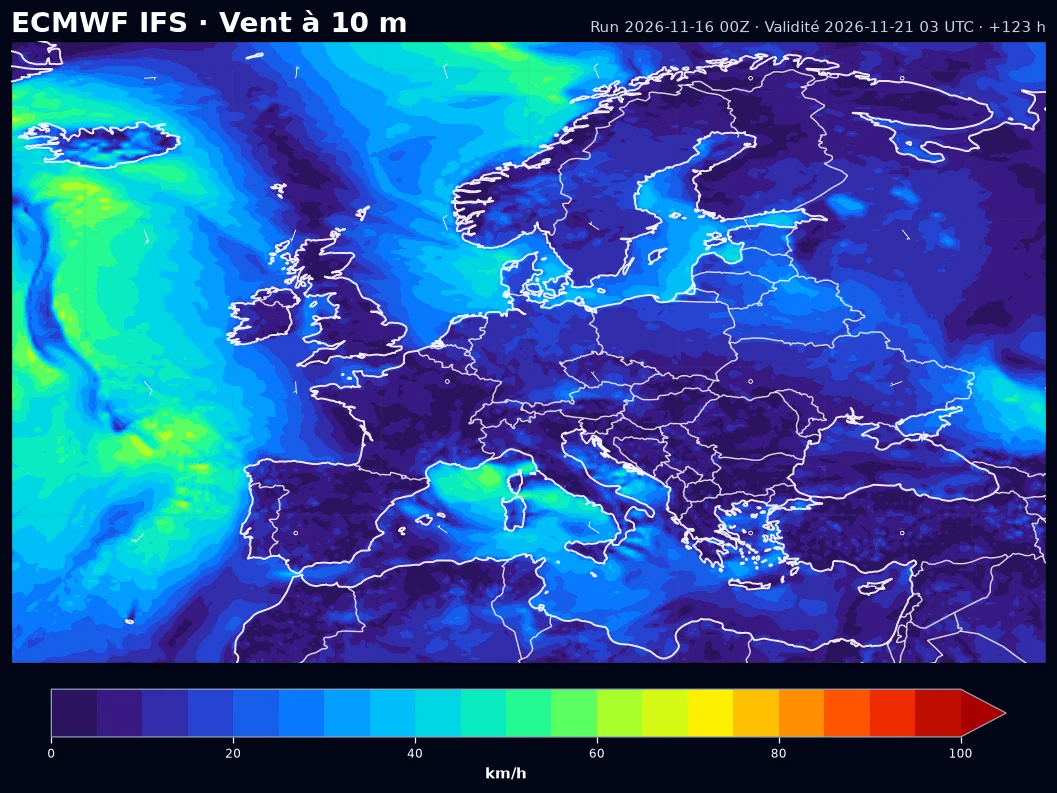 ECMWF IFS · Vent à 10 m
Run 2026-11-16 00Z · Validité 2026-11-21 03 UTC · +123 h
0 20 40 60 80 100
km/h